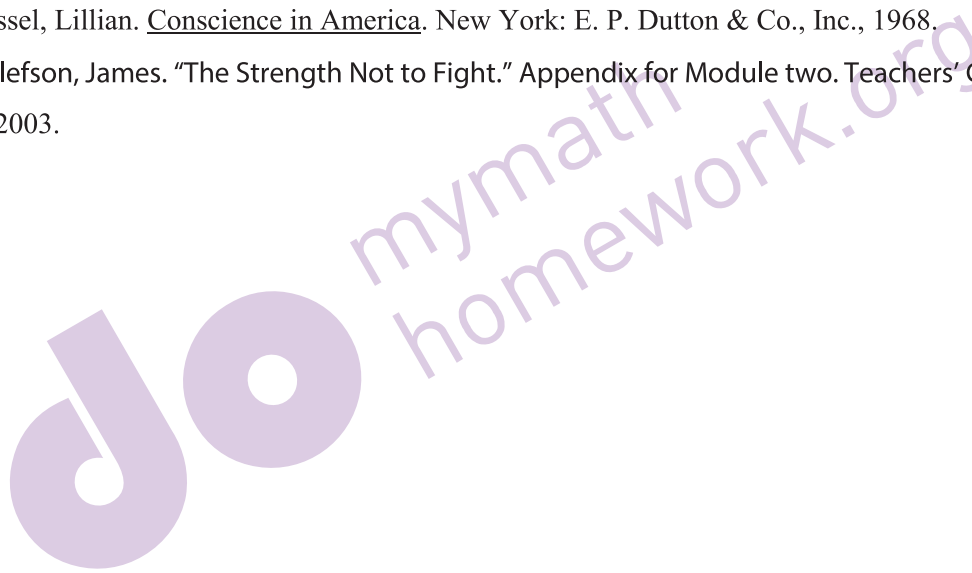 ssel, Lillian. Conscience in America. New York: E. P. Dutton & Co., Inc., 1968.
lefson, James. “The Strength Not to Fight.” Appendix for Module two. Teachers’
2003.
do
mymath
homework.org